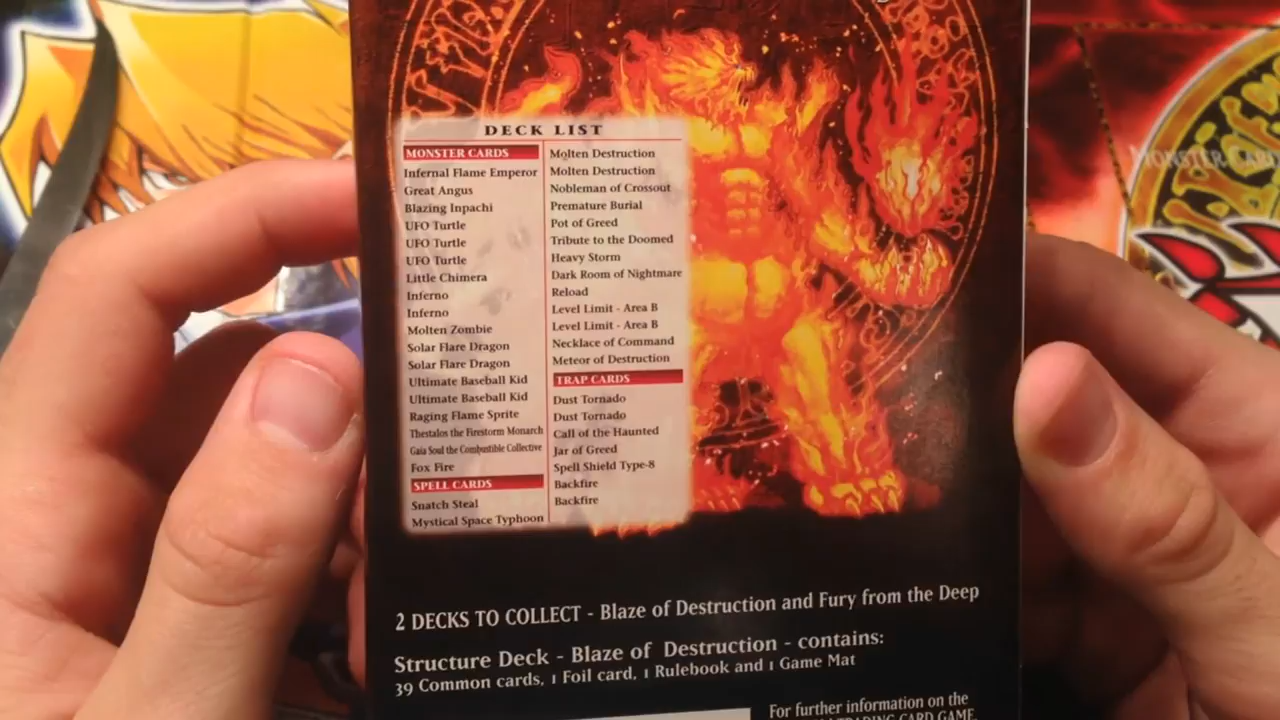 DECK LIST
MONSTER CARDS
Infernal Flame Emperor
Great Angus
Blazing Inpachi
UFO Turtle
UFO Turtle
UFO Turtle
Little Chimera
Inferno
Inferno
Molten Zombie
Solar Flare Dragon
Solar Flare Dragon
Ultimate Baseball Kid
Ultimate Baseball Kid
Raging Flame Sprite
Thestalos the Firestorm Monarch
Gaia Soul the Combustible Collective
Fox Fire
SPELL CARDS
Snatch Steal
Mystical Space Typhoon
Molten Destruction
Molten Destruction
Nobleman of Crossout
Premature Burial
Pot of Greed
Tribute to the Doomed
Heavy Storm
Dark Room of Nightmare
Reload
Level Limit - Area B
Level Limit - Area B
Necklace of Command
Meteor of Destruction
TRAP CARDS
Dust Tornado
Dust Tornado
Call of the Haunted
Jar of Greed
Spell Shield Type-8
Backfire
Backfire
2 DECKS TO COLLECT - Blaze of Destruction and Fury from the Deep
Structure Deck - Blaze of Destruction - contains:
39 Common cards, 1 Foil card, 1 Rulebook and 1 Game Mat
For further information on the
TRADING CARD GAME
MONSTER CARD